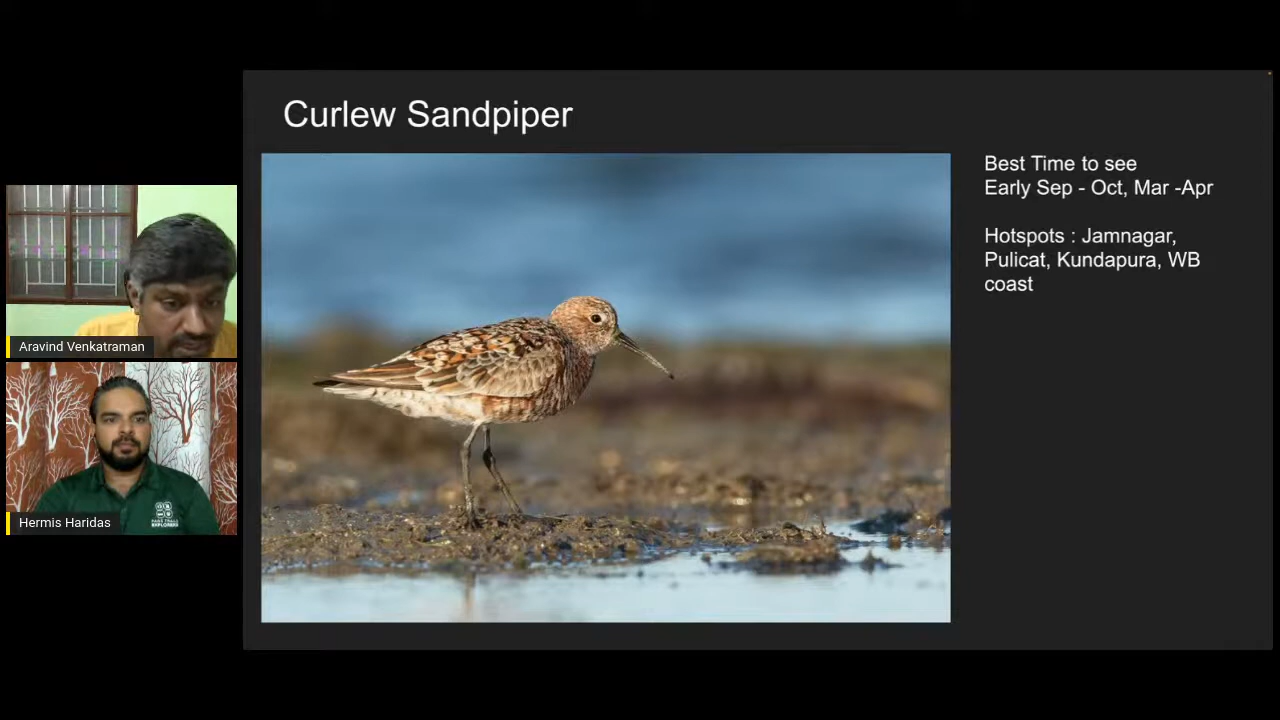 Curlew Sandpiper
Best Time to see
Early Sep - Oct, Mar -Apr
Hotspots : Jamnagar,
Pulicat, Kundapura, WB
coast
Aravind Venkatraman
Hermis Haridas